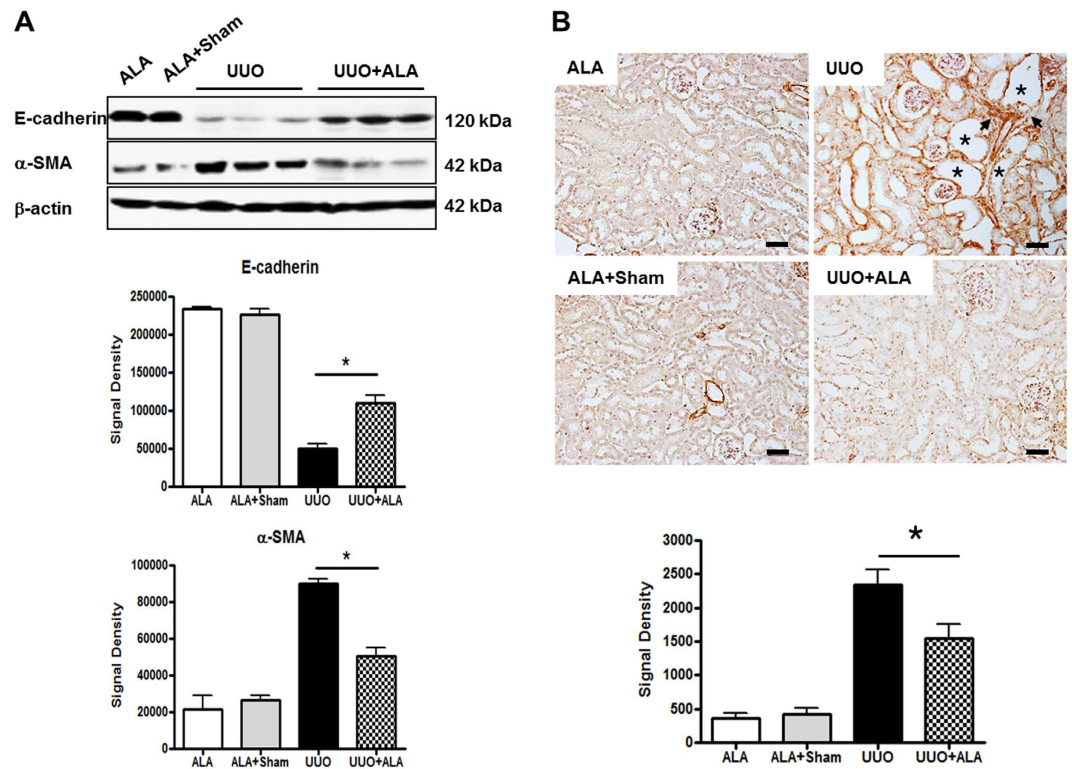 A
ALA
ALA+Sham
UUO
UUO+ALA
E-cadherin
120 kDa
α-SMA
42 kDa
β-actin
42 kDa
E-cadherin
Signal Density
250000
200000
150000
100000
50000
0
*
ALA
ALA+Sham
UUO
UUO+ALA
α-SMA
Signal Density
100000
80000
60000
40000
20000
0
*
ALA
ALA+Sham
UUO
UUO+ALA
B
ALA
UUO
*
*
*
*
ALA+Sham
UUO+ALA
Signal Density
3000
2500
2000
1500
1000
500
0
*
ALA
ALA+Sham
UUO
UUO+ALA